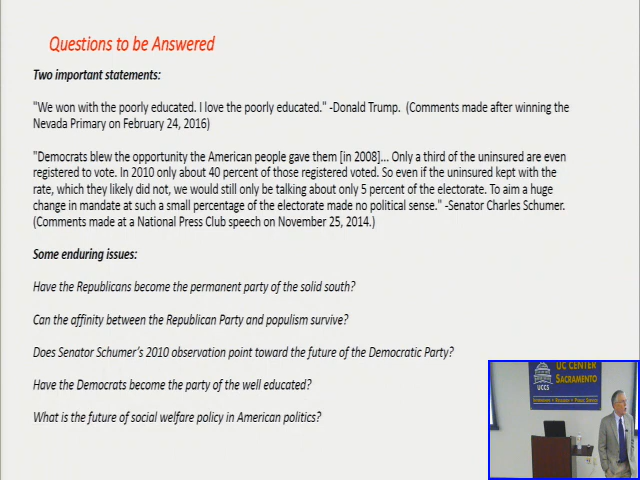 Questions to be Answered
Two important statements:
"We won with the poorly educated. I love the poorly educated." -Donald Trump. (Comments made after winning the
Nevada Primary on February 24, 2016)
"Democrats blew the opportunity the American people gave them [in 2008]... Only a third of the uninsured are even
registered to vote. In 2010 only about 40 percent of those registered voted. So even if the uninsured kept with the
rate, which they likely did not, we would still only be talking about only 5 percent of the electorate. To aim a huge
change in mandate at such a small percentage of the electorate made no political sense." -Senator Charles Schumer.
(Comments made at a National Press Club speech on November 25, 2014.)
Some enduring issues:
Have the Republicans become the permanent party of the solid south?
Can the affinity between the Republican Party and populism survive?
Does Senator Schumer's 2010 observation point toward the future of the Democratic Party?
Have the Democrats become the party of the well educated?
What is the future of social welfare policy in American politics?
UC CENTER
SACRAMENTO
UCCS